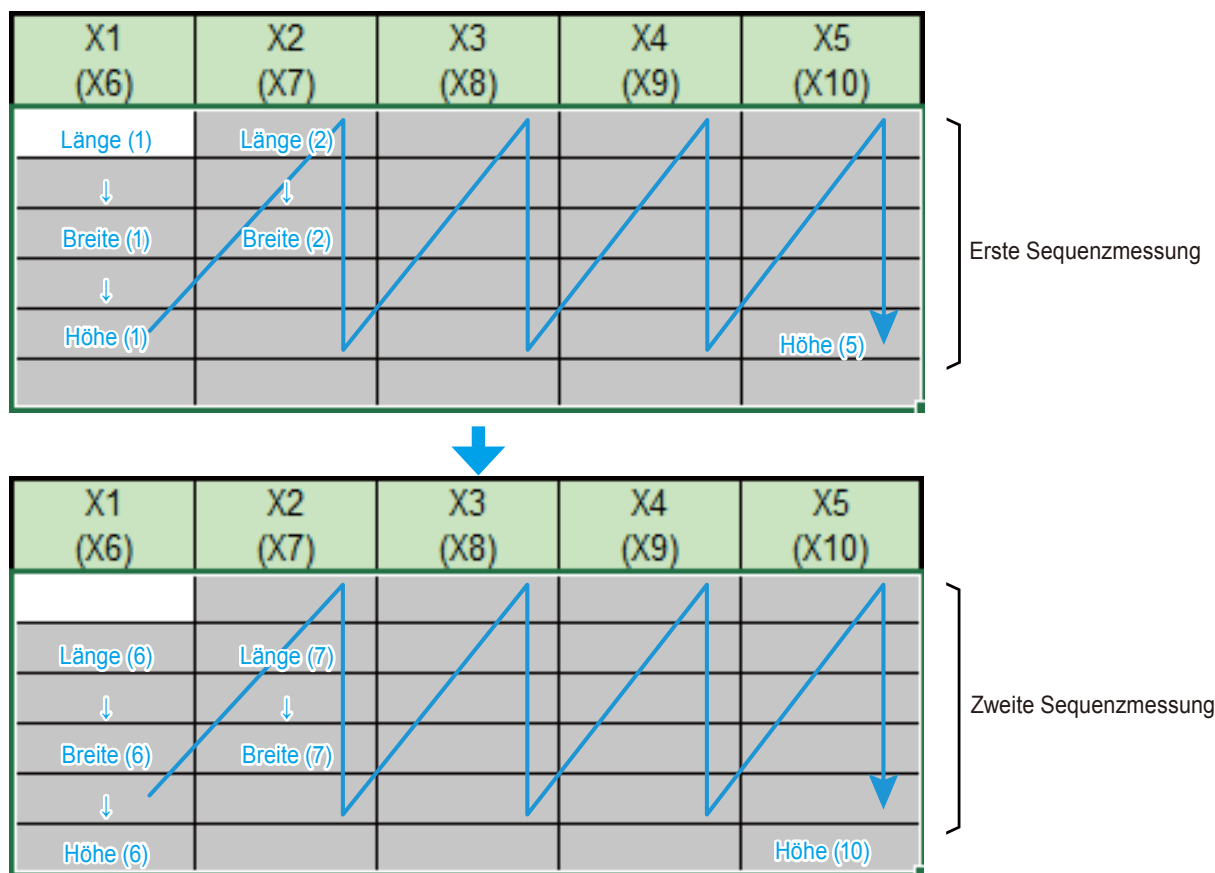 X1 X2 X3 X4 X5
(X6) (X7) (X8) (X9) (X10)
Länge (1) Länge (2)
↓ ↓
Breite (1) Breite (2)
↓
Höhe (1) Höhe (5)
Erste Sequenzmessung
X1 X2 X3 X4 X5
(X6) (X7) (X8) (X9) (X10)
Länge (6) Länge (7)
↓ ↓
Breite (6) Breite (7)
↓
Höhe (6) Höhe (10)
Zweite Sequenzmessung